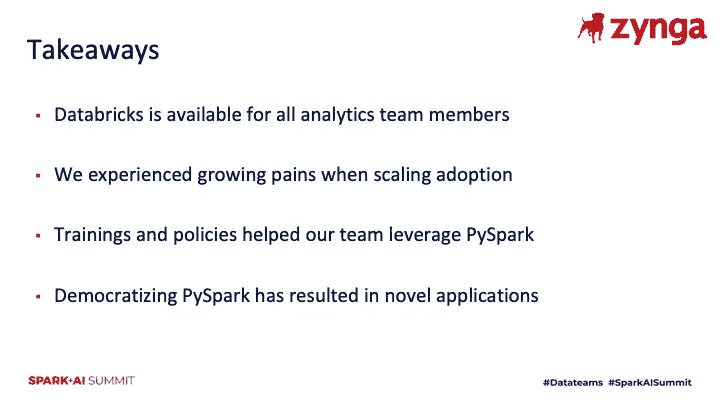 zynga
Takeaways
Databricks is available for all analytics team members
We experienced growing pains when scaling adoption
Trainings and policies helped our team leverage PySpark
Democratizing PySpark has resulted in novel applications
SPARK+AI SUMMIT
#Datateams #SparkAISummit